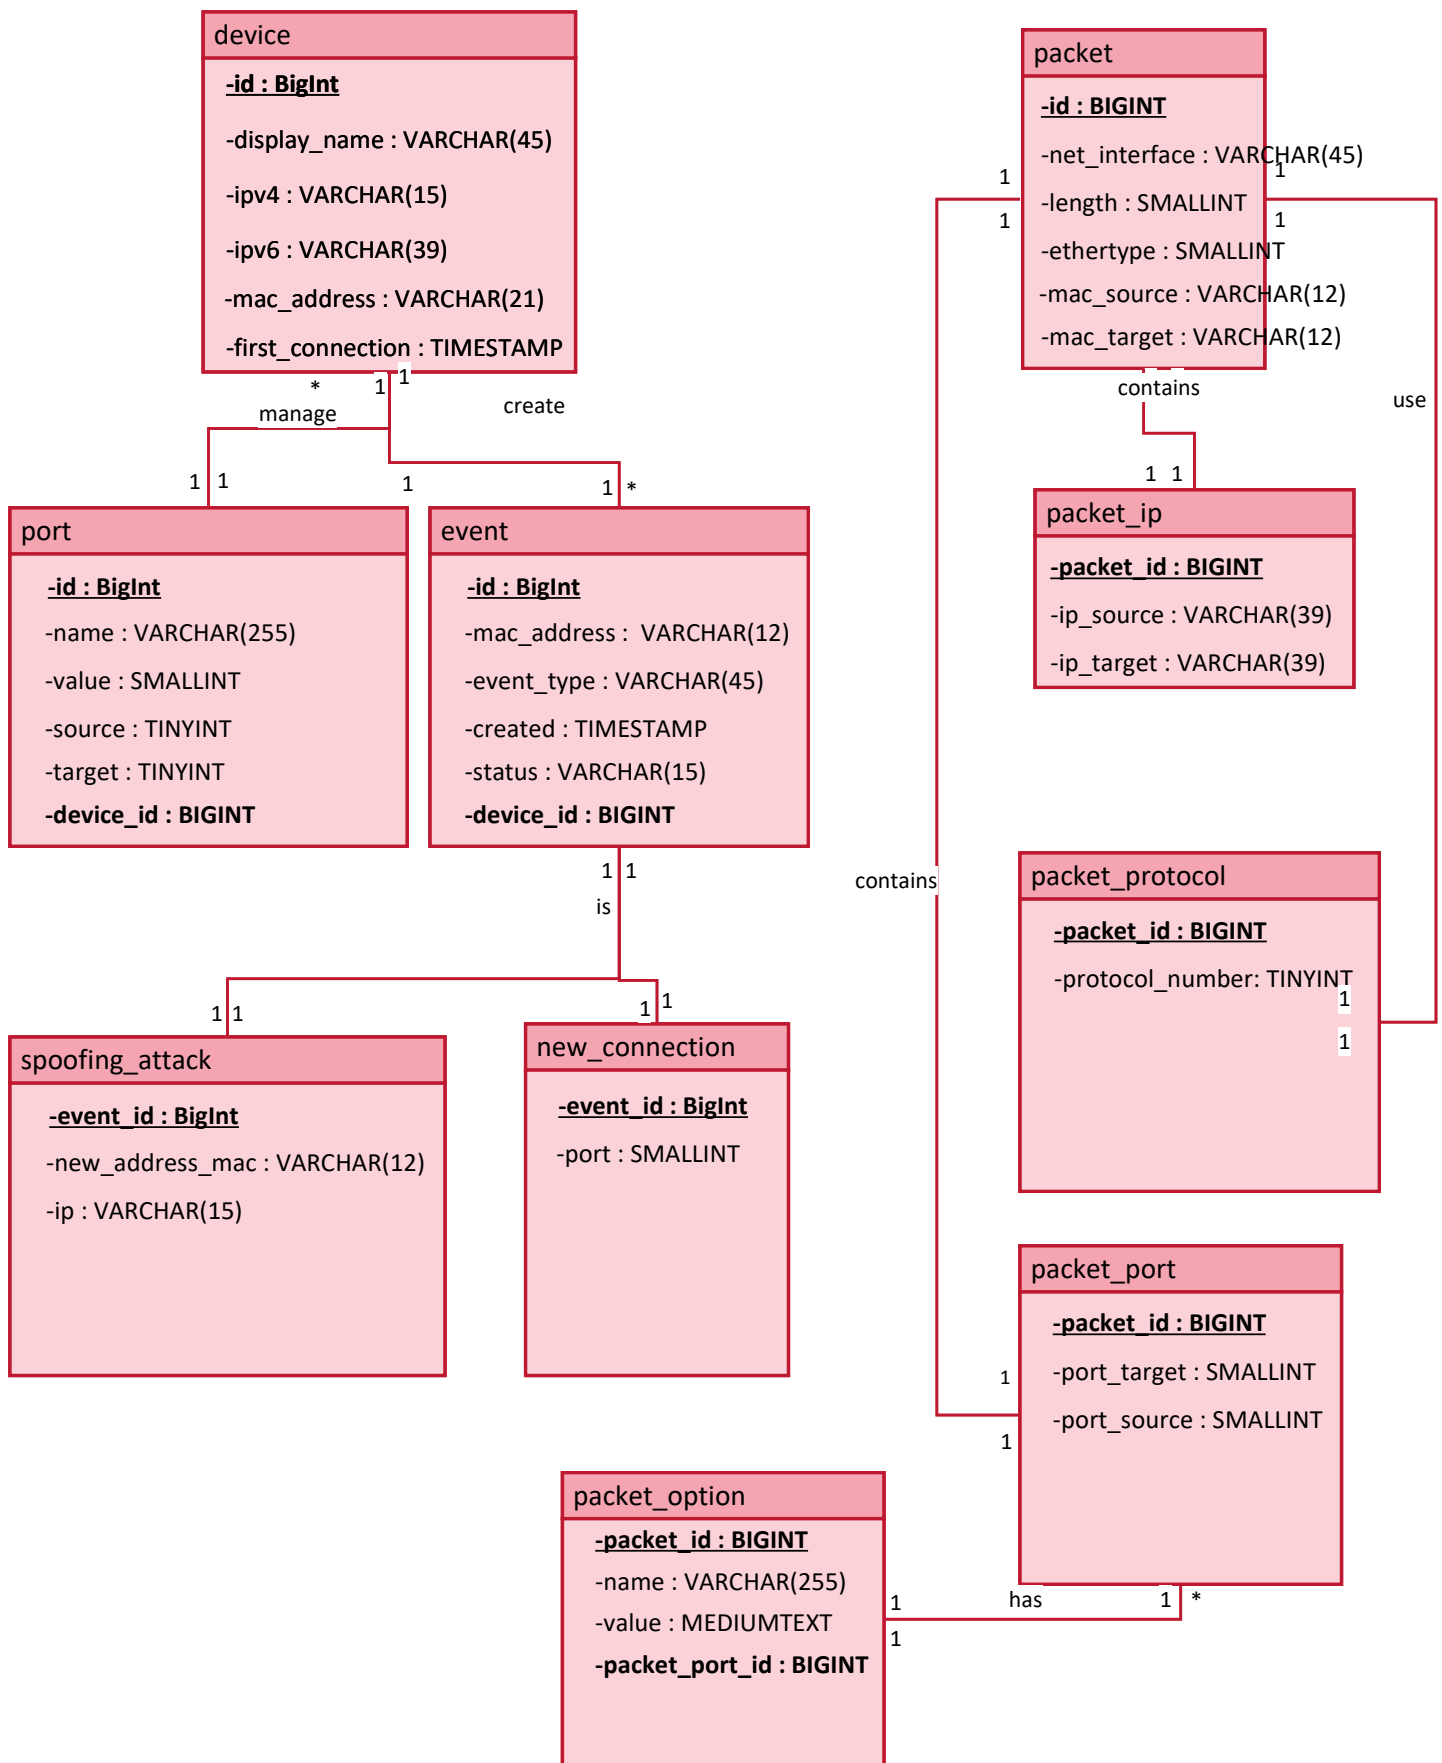 device
-id : BigInt
-display_name : VARCHAR(45)
-ipv4 : VARCHAR(15)
-ipv6 : VARCHAR(39)
-mac_address : VARCHAR(21)
-first_connection : TIMESTAMP
* 1 1
manage
create
1 1
1
1 *
port
-id : BigInt
-name : VARCHAR(255)
-value : SMALLINT
-source : TINYINT
-target : TINYINT
-device_id : BIGINT
event
-id : BigInt
-mac_address : VARCHAR(12)
-event_type : VARCHAR(45)
-created : TIMESTAMP
-status : VARCHAR(15)
-device_id : BIGINT
1 1
is
1 1
1 1
spoofing_attack
-event_id : BigInt
-new_address_mac : VARCHAR(12)
-ip : VARCHAR(15)
new_connection
-event_id : BigInt
-port : SMALLINT
packet
-id : BIGINT
-net_interface : VARCHAR(45)
-length : SMALLINT
-ethertype : SMALLINT
-mac_source : VARCHAR(12)
-mac_target : VARCHAR(12)
1
1
1
1
contains
use
1 1
packet_ip
-packet_id : BIGINT
-ip_source : VARCHAR(39)
-ip_target : VARCHAR(39)
contains
packet_protocol
-packet_id : BIGINT
-protocol_number: TINYINT
1
1
packet_port
-packet_id : BIGINT
-port_target : SMALLINT
-port_source : SMALLINT
1
1
packet_option
-packet_id : BIGINT
-name : VARCHAR(255)
-value : MEDIUMTEXT
-packet_port_id : BIGINT
1
1
has
1 *